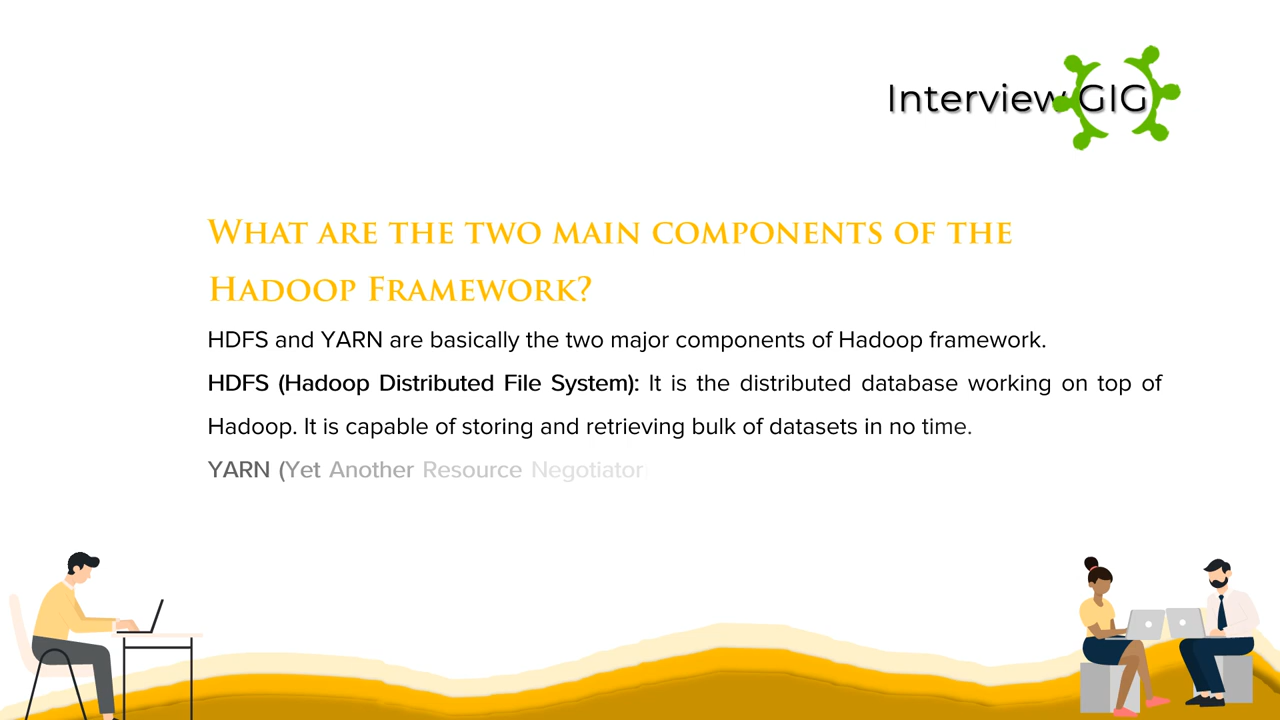 Interview GIG
What are the two main components of the
Hadoop Framework?
HDFS and YARN are basically the two major components of Hadoop framework.
HDFS (Hadoop Distributed File System): It is the distributed database working on top of
Hadoop. It is capable of storing and retrieving bulk of datasets in no time.
YARN (Yet Another Resource Negotiator